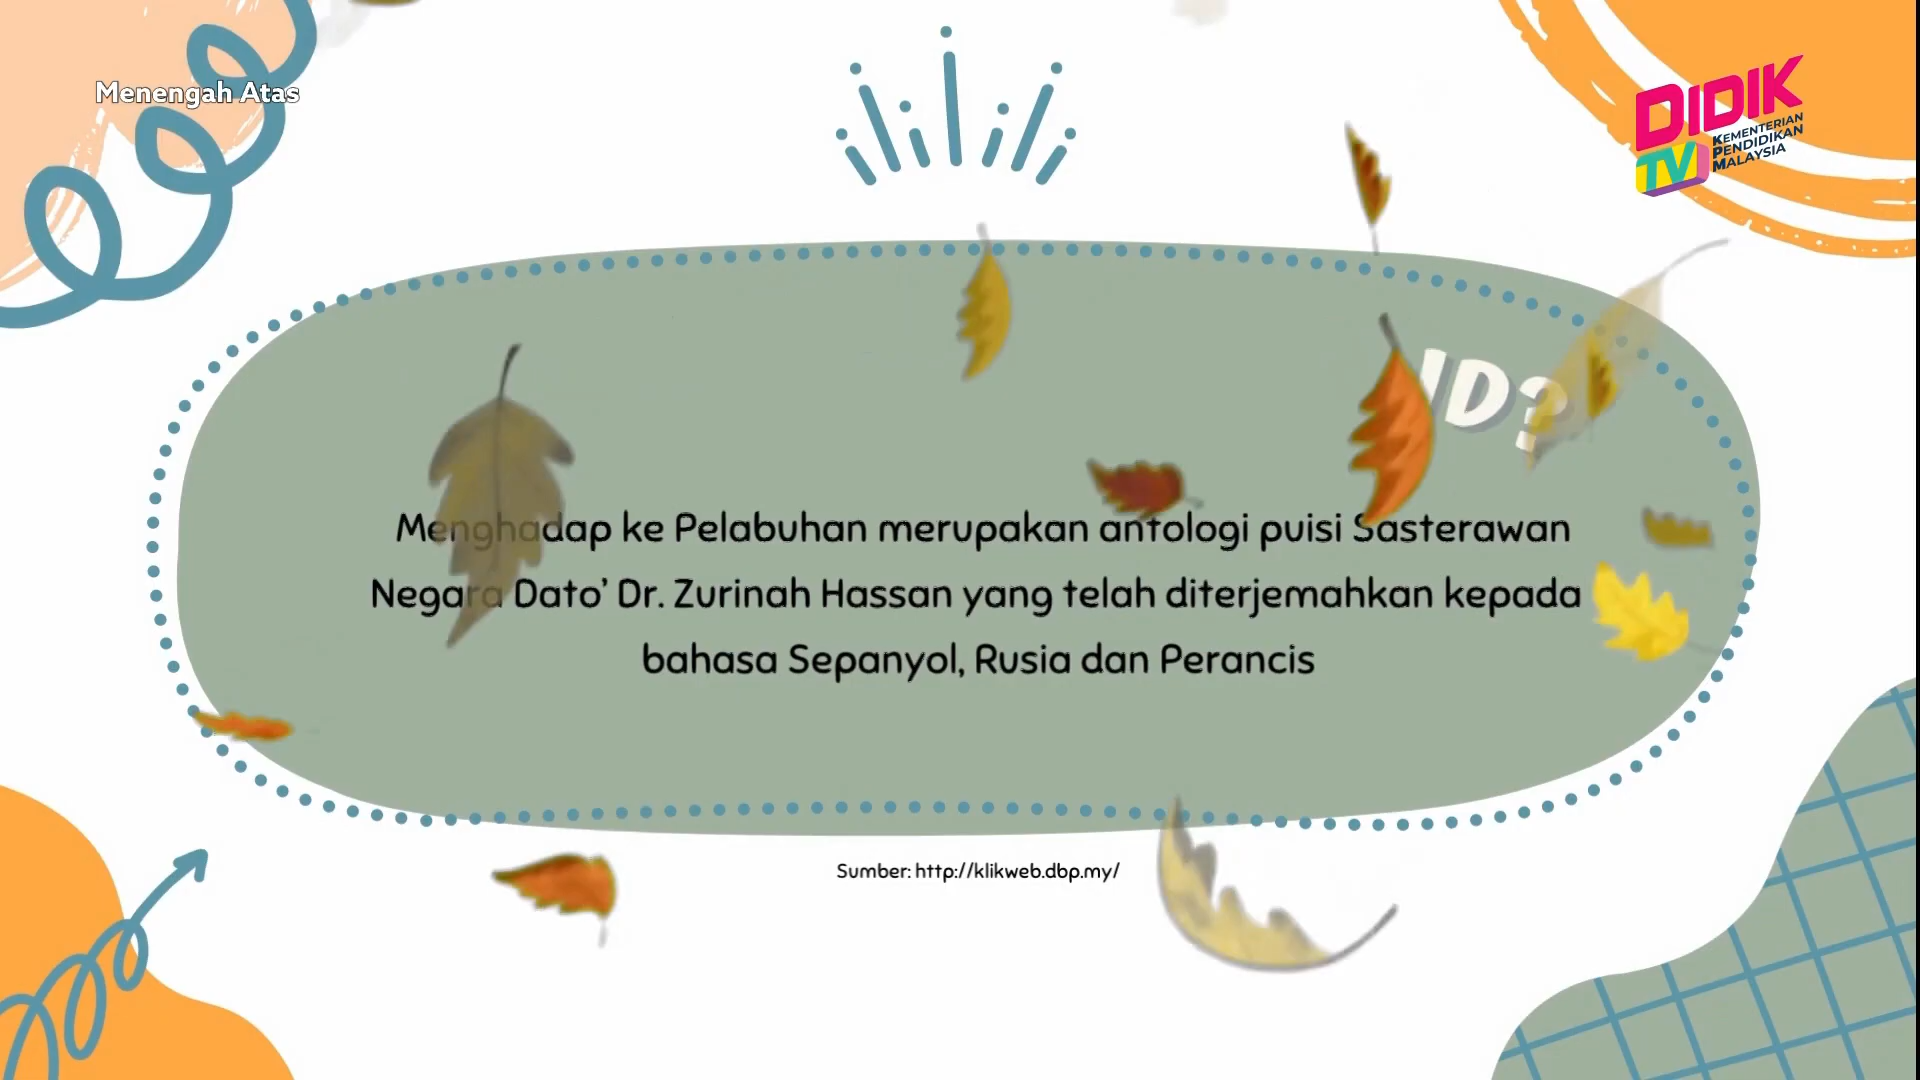 Menengah Atas
DIDIK
TV
KEMENTERIAN
PENDIDIKAN
MALAYSIA
D?
Menghadap ke Pelabuhan merupakan antologi puisi Sasterawan
Negara Dato’ Dr. Zurinah Hassan yang telah diterjemahkan kepada
bahasa Sepanyol, Rusia dan Perancis
Sumber: http://klikweb.dbp.my/